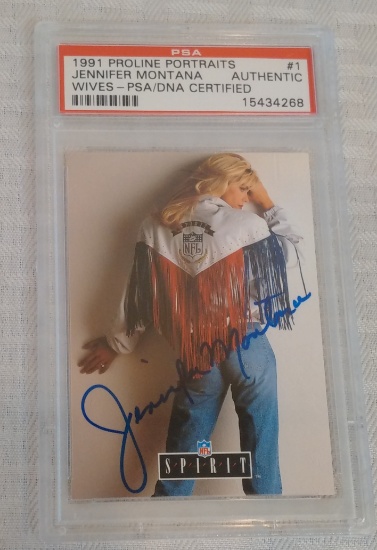 PSA
1991 PROLINE PORTRAITS #1
JENNIFER MONTANA AUTHENTIC
WIVES - PSA/DNA CERTIFIED
15434268
NFL
Jennifer Montana
NFL
SPIRIT